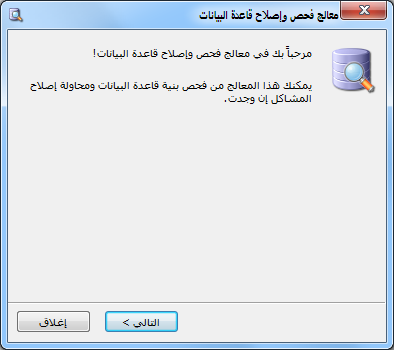 معالج فحص وإصلاح قاعدة البيانات
مرحباً بك في معالج فحص وإصلاح قاعدة البيانات!
يمكنك هذا المعالج من فحص بنية قاعدة البيانات ومحاولة إصلاح
المشاكل إن وجدت.
التالي >
إغلاق